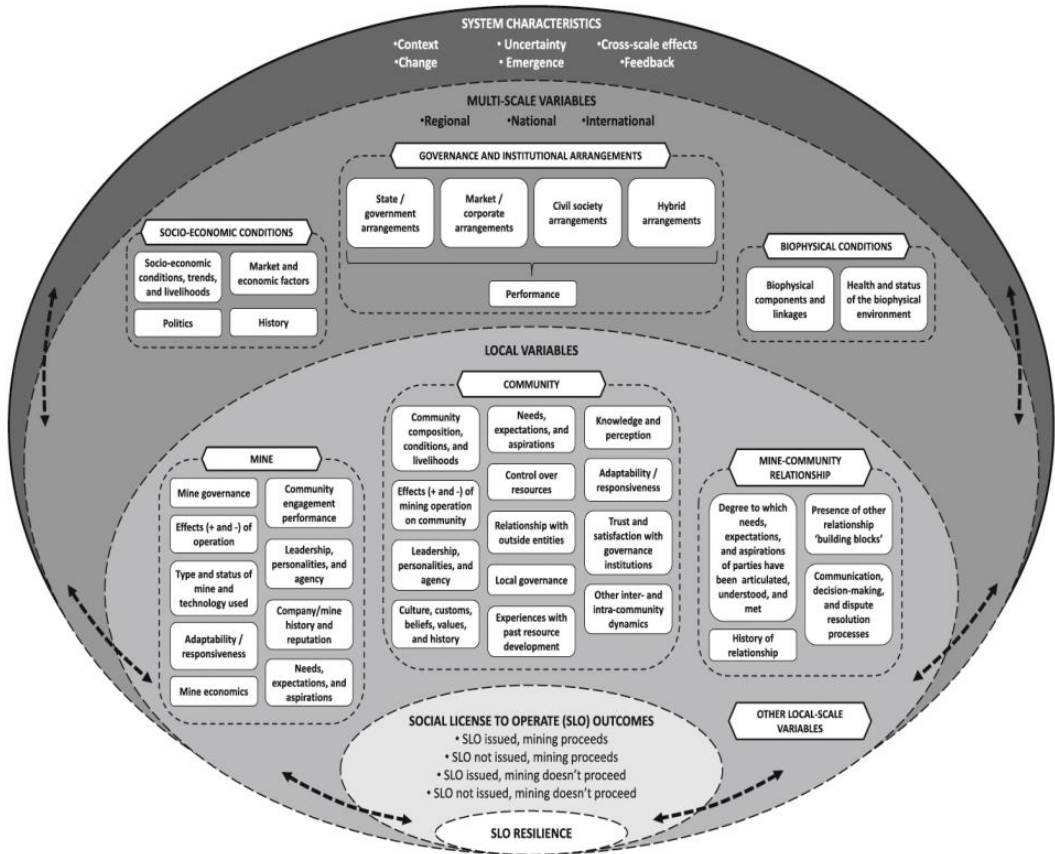 SYSTEM CHARACTERISTICS
•Context
• Uncertainty
•Cross-scale effects
•Change
• Emergence
•Feedback
MULTI-SCALE VARIABLES
•Regional
•National
•International
GOVERNANCE AND INSTITUTIONAL ARRANGEMENTS
State /
government
arrangements
Market /
corporate
arrangements
Civil society
arrangements
Hybrid
arrangements
Performance
SOCIO-ECONOMIC CONDITIONS
Socio-economic
conditions, trends,
and livelihoods
Market and
economic factors
Politics
History
BIOPHYSICAL CONDITIONS
Biophysical
components and
linkages
Health and status
of the biophysical
environment
LOCAL VARIABLES
MINE
Mine governance
Effects (+ and -) of
operation
Type and status of
mine and
technology used
Adaptability /
responsiveness
Mine economics
Community
engagement
performance
Leadership,
personalities, and
agency
Company/mine
history and
reputation
Needs,
expectations, and
aspirations
COMMUNITY
Community
composition,
conditions, and
livelihoods
Effects (+ and -) of
mining operation
on community
Leadership,
personalities, and
agency
Culture, customs,
beliefs, values,
and history
Needs,
expectations, and
aspirations
Control over
resources
Relationship with
outside entities
Local governance
Experiences with
past resource
development
Knowledge and
perception
Adaptability /
responsiveness
Trust and
satisfaction with
governance
institutions
Other inter- and
intra-community
dynamics
MINE-COMMUNITY
RELATIONSHIP
Degree to which
needs,
expectations,
and aspirations
of parties have
been articulated,
understood, and
met
History of
relationship
Presence of other
relationship
‘building blocks’
Communication,
decision-making,
and dispute
resolution
processes
OTHER LOCAL-SCALE
VARIABLES
SOCIAL LICENSE TO OPERATE (SLO) OUTCOMES
• SLO issued, mining proceeds
• SLO not issued, mining proceeds
• SLO issued, mining doesn’t proceed
• SLO not issued, mining doesn’t proceed
SLO RESILIENCE